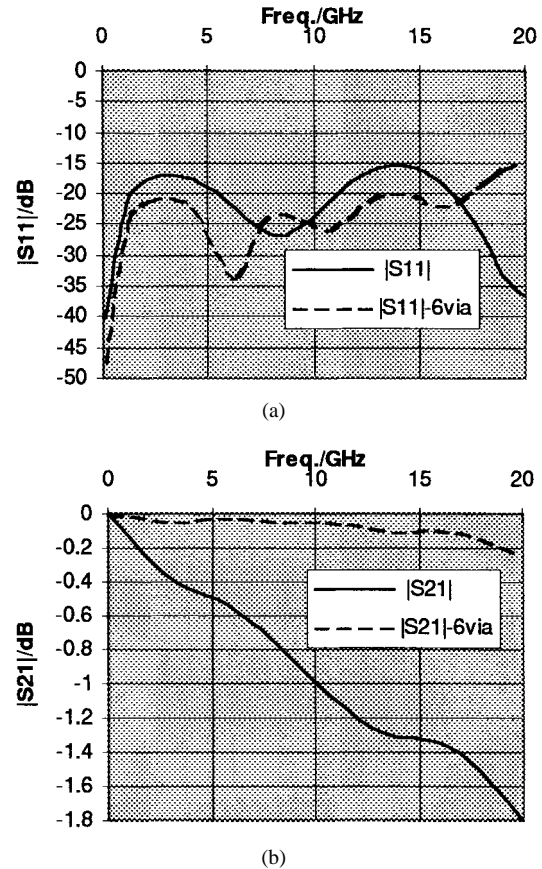 Freq./GHz
0 5 10 15 20
0
-5
-10
-15
-20
-25
-30
-35
-40
-45
-50
|S11|/dB
|S11|
|S11|-6via
(a)
Freq./GHz
0 5 10 15 20
0
-0.2
-0.4
-0.6
-0.8
-1
-1.2
-1.4
-1.6
-1.8
|S21|/dB
|S21|
|S21|-6via
(b)